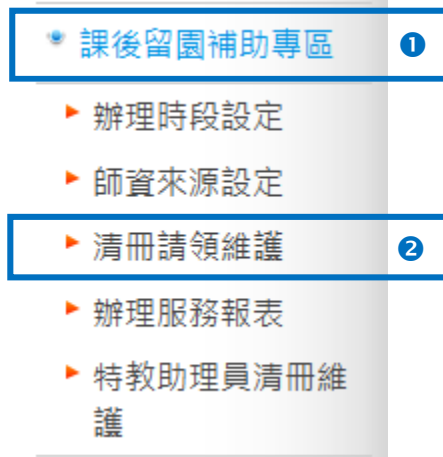 課後留園補助專區 ❶
辦理時段設定
師資來源設定
清冊請領維護 ❷
辦理服務報表
特教助理員清冊維
護